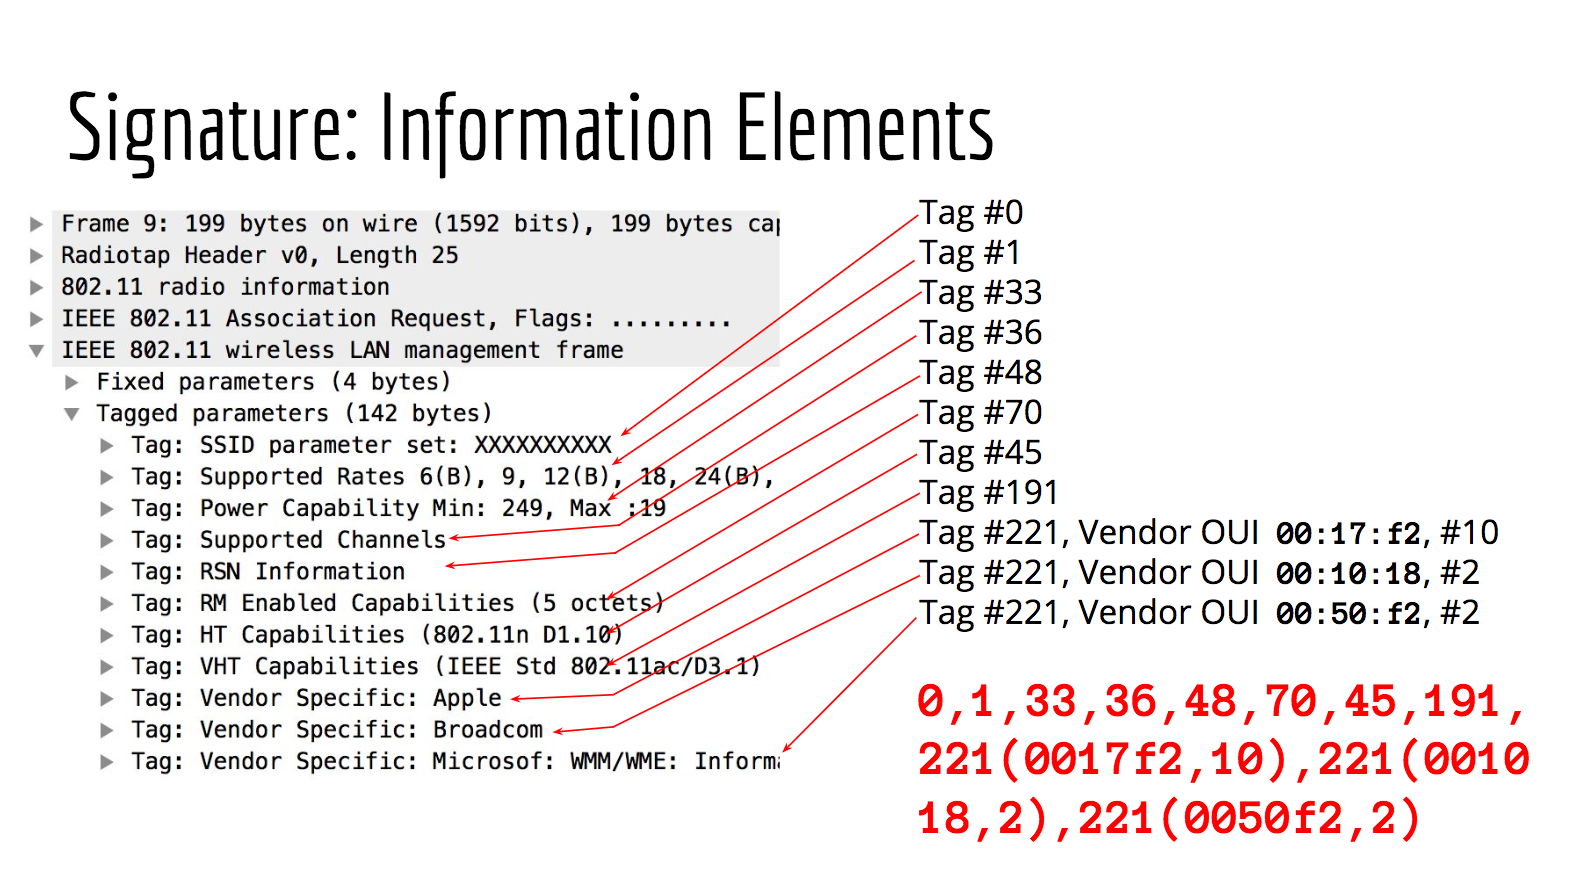 Signature: Information Elements
Frame 9: 199 bytes on wire (1592 bits), 199 bytes cap
Radiotap Header v0, Length 25
802.11 radio information
IEEE 802.11 Association Request, Flags: .........
IEEE 802.11 wireless LAN management frame
Fixed parameters (4 bytes)
Tagged parameters (142 bytes)
Tag: SSID parameter set: XXXXXXXXXX
Tag: Supported Rates 6(B), 9, 12(B), 18, 24(B),
Tag: Power Capability Min: 249, Max :19
Tag: Supported Channels
Tag: RSN Information
Tag: RM Enabled Capabilities (5 octets)
Tag: HT Capabilities (802.11n D1.10)
Tag: VHT Capabilities (IEEE Std 802.11ac/D3.1)
Tag: Vendor Specific: Apple
Tag: Vendor Specific: Broadcom
Tag: Vendor Specific: Microsof: WMM/WME: Informa
Tag #0
Tag #1
Tag #33
Tag #36
Tag #48
Tag #70
Tag #45
Tag #191
Tag #221, Vendor OUI 00:17:f2, #10
Tag #221, Vendor OUI 00:10:18, #2
Tag #221, Vendor OUI 00:50:f2, #2
0,1,33,36,48,70,45,191,
221(0017f2,10),221(0010
18,2),221(0050f2,2)